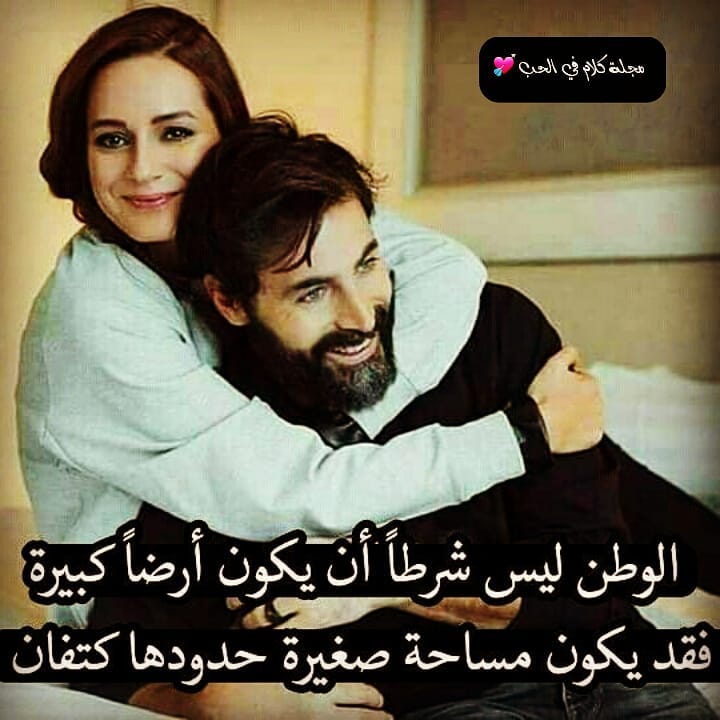 مجلة كلام في الحب 💘
الوطن ليس شرطاً أن يكون أرضاً كبيرة
فقد يكون مساحة صغيرة حدودها كتفان